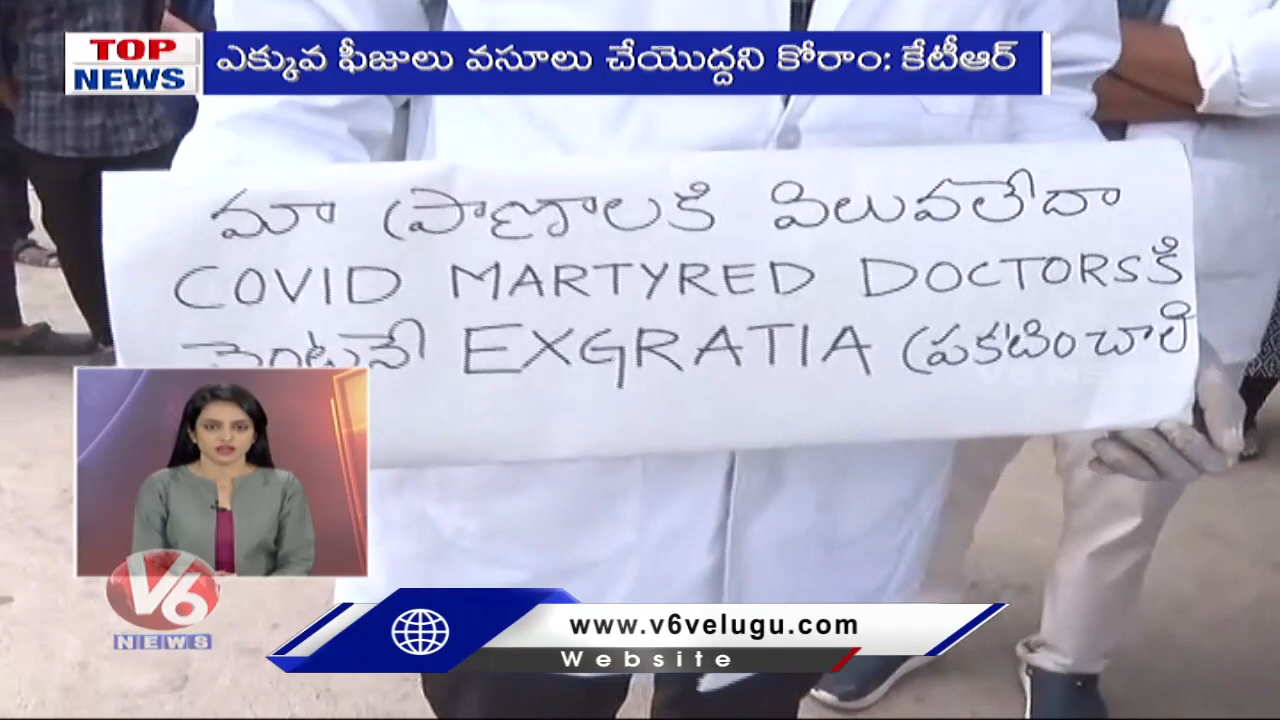 TOP
NEWS
ఎక్కువ ఫీజులు వసూలు చేయొద్దని కోరాం: కేటీఆర్
మా ప్రాణాలకి విలువలేదా
COVID MARTYRED DOCTORSకి
వెంటనే EXGRATIA ప్రకటించాలి
V6
NEWS
www.v6velugu.com
Website